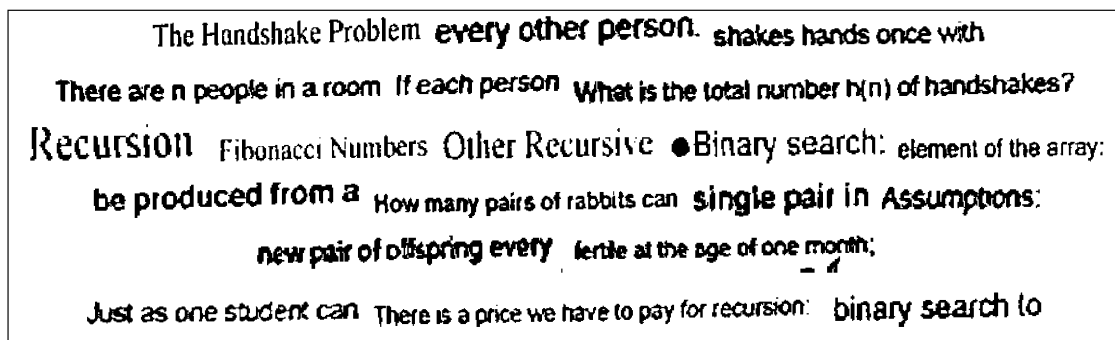 The Handshake Problem every other person. shakes hands once with
There are n people in a room If each person What is the total number h(n) of handshakes?
Recursion Fibonacci Numbers Other Recursive ●Binary search: element of the array:
be produced from a How many pairs of rabbits can single pair in Assumptions:
new pair of offspring every fertile at the age of one month;
Just as one student can There is a price we have to pay for recursion: binary search to